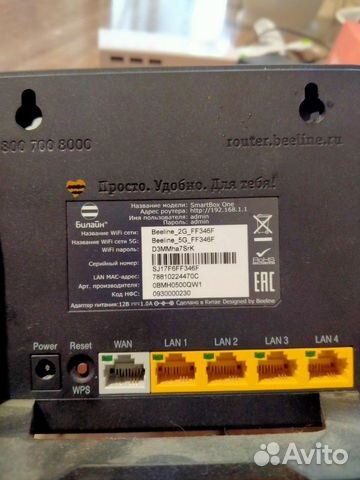 800 700 8000
router.beeline.ru
Просто. Удобно. Для тебя!
Билайн
Название модели: SmartBox One
Адрес роутера: http://192.168.1.1
Пользователь: admin
Пароль: admin
Название WiFi сети: Beeline_2G_FF346F
Название WiFi сети 5G: Beeline_5G_FF346F
WiFi пароль: D3MMha7SrK
Серийный номер: SJ17F6FF346F
LAN MAC-адрес: 78810224470C
Арт. производителя: 0BMH0500QW1
Код НФС: 0930000230
RoHS
EAC
Адаптер питания: 12В 1.0А
Сделано в Китае Designed by Beeline
Power Reset WAN LAN 1 LAN 2 LAN 3 LAN 4
WPS
Avito